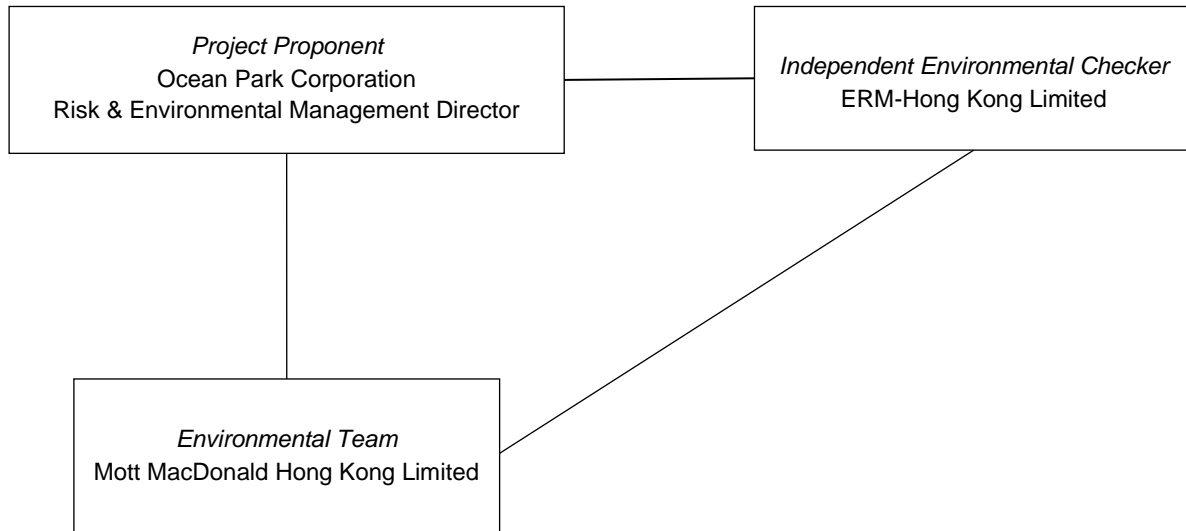 Project Proponent
Ocean Park Corporation
Risk & Environmental Management Director
Independent Environmental Checker
ERM-Hong Kong Limited
Environmental Team
Mott MacDonald Hong Kong Limited